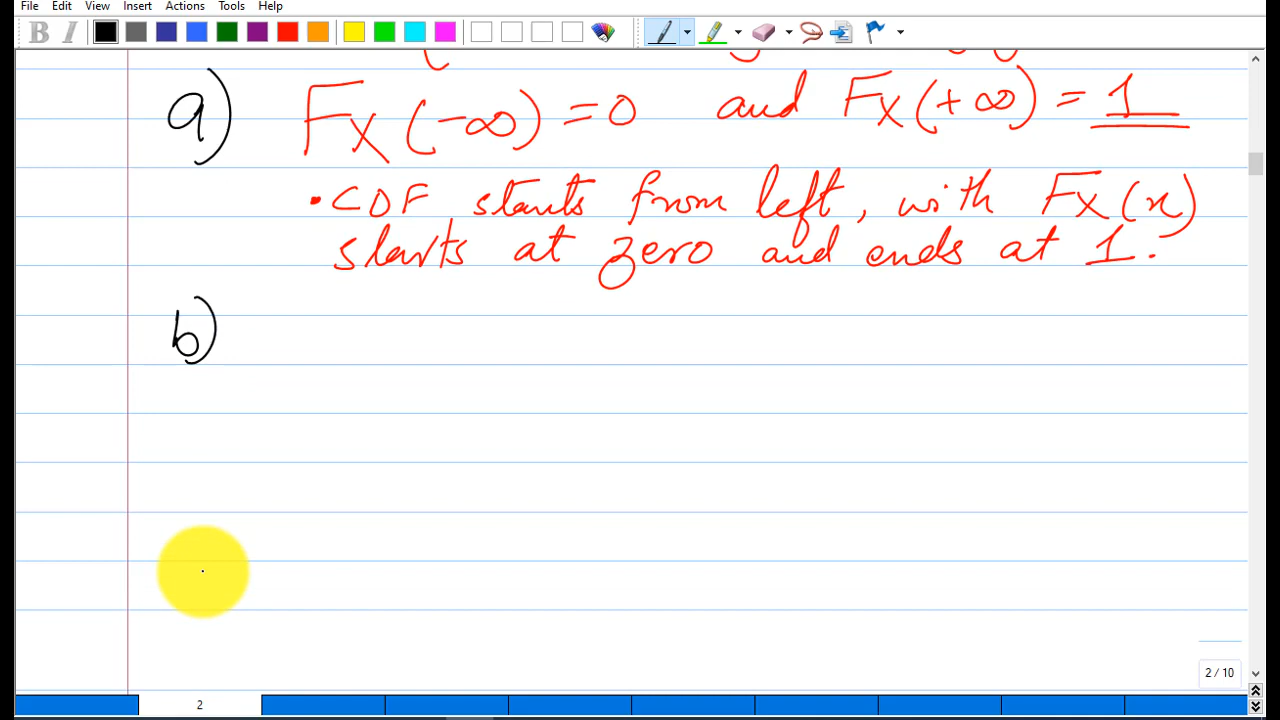 File Edit View Insert Actions Tools Help
B I
a) Fx(-∞) = 0 and Fx(+∞) = 1
• CDF, starts from left, with Fx(x)
starts at zero and ends at 1.
b)
2 / 10
2